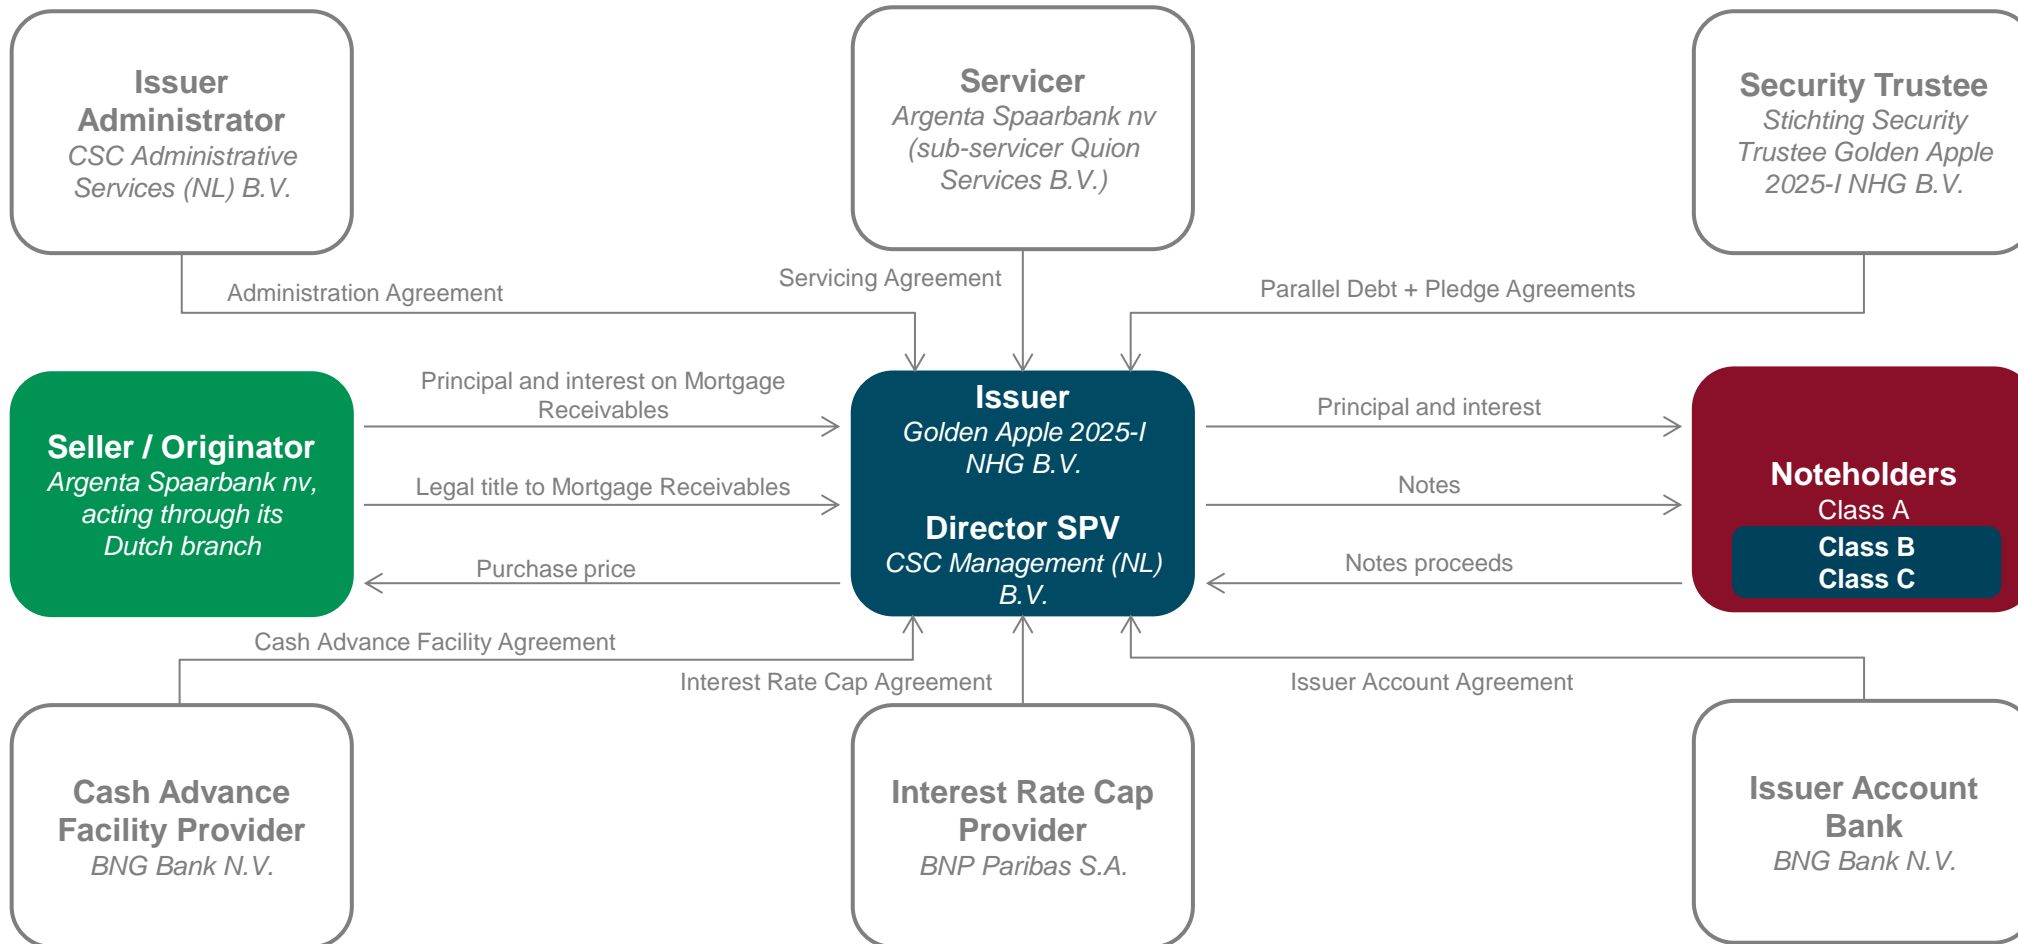 Issuer
Administrator
CSC Administrative
Services (NL) B.V.
Servicer
Argenta Spaarbank nv
(sub-servicer Quion
Services B.V.)
Security Trustee
Stichting Security
Trustee Golden Apple
2025-I NHG B.V.
Administration Agreement
Servicing Agreement
Parallel Debt + Pledge Agreements
Seller / Originator
Argenta Spaarbank nv,
acting through its
Dutch branch
Principal and interest on Mortgage
Receivables
Legal title to Mortgage Receivables
Purchase price
Issuer
Golden Apple 2025-I
NHG B.V.
Director SPV
CSC Management (NL)
B.V.
Principal and interest
Notes
Notes proceeds
Noteholders
Class A
Class B
Class C
Cash Advance Facility Agreement
Interest Rate Cap Agreement
Issuer Account Agreement
Cash Advance
Facility Provider
BNG Bank N.V.
Interest Rate Cap
Provider
BNP Paribas S.A.
Issuer Account
Bank
BNG Bank N.V.